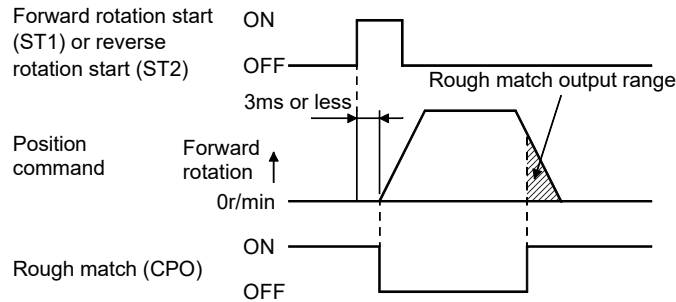 Forward rotation start
(ST1) or reverse
rotation start (ST2)
ON
OFF
Rough match output range
3ms or less
Position
command
Forward
rotation
0r/min
Rough match (CPO)
ON
OFF